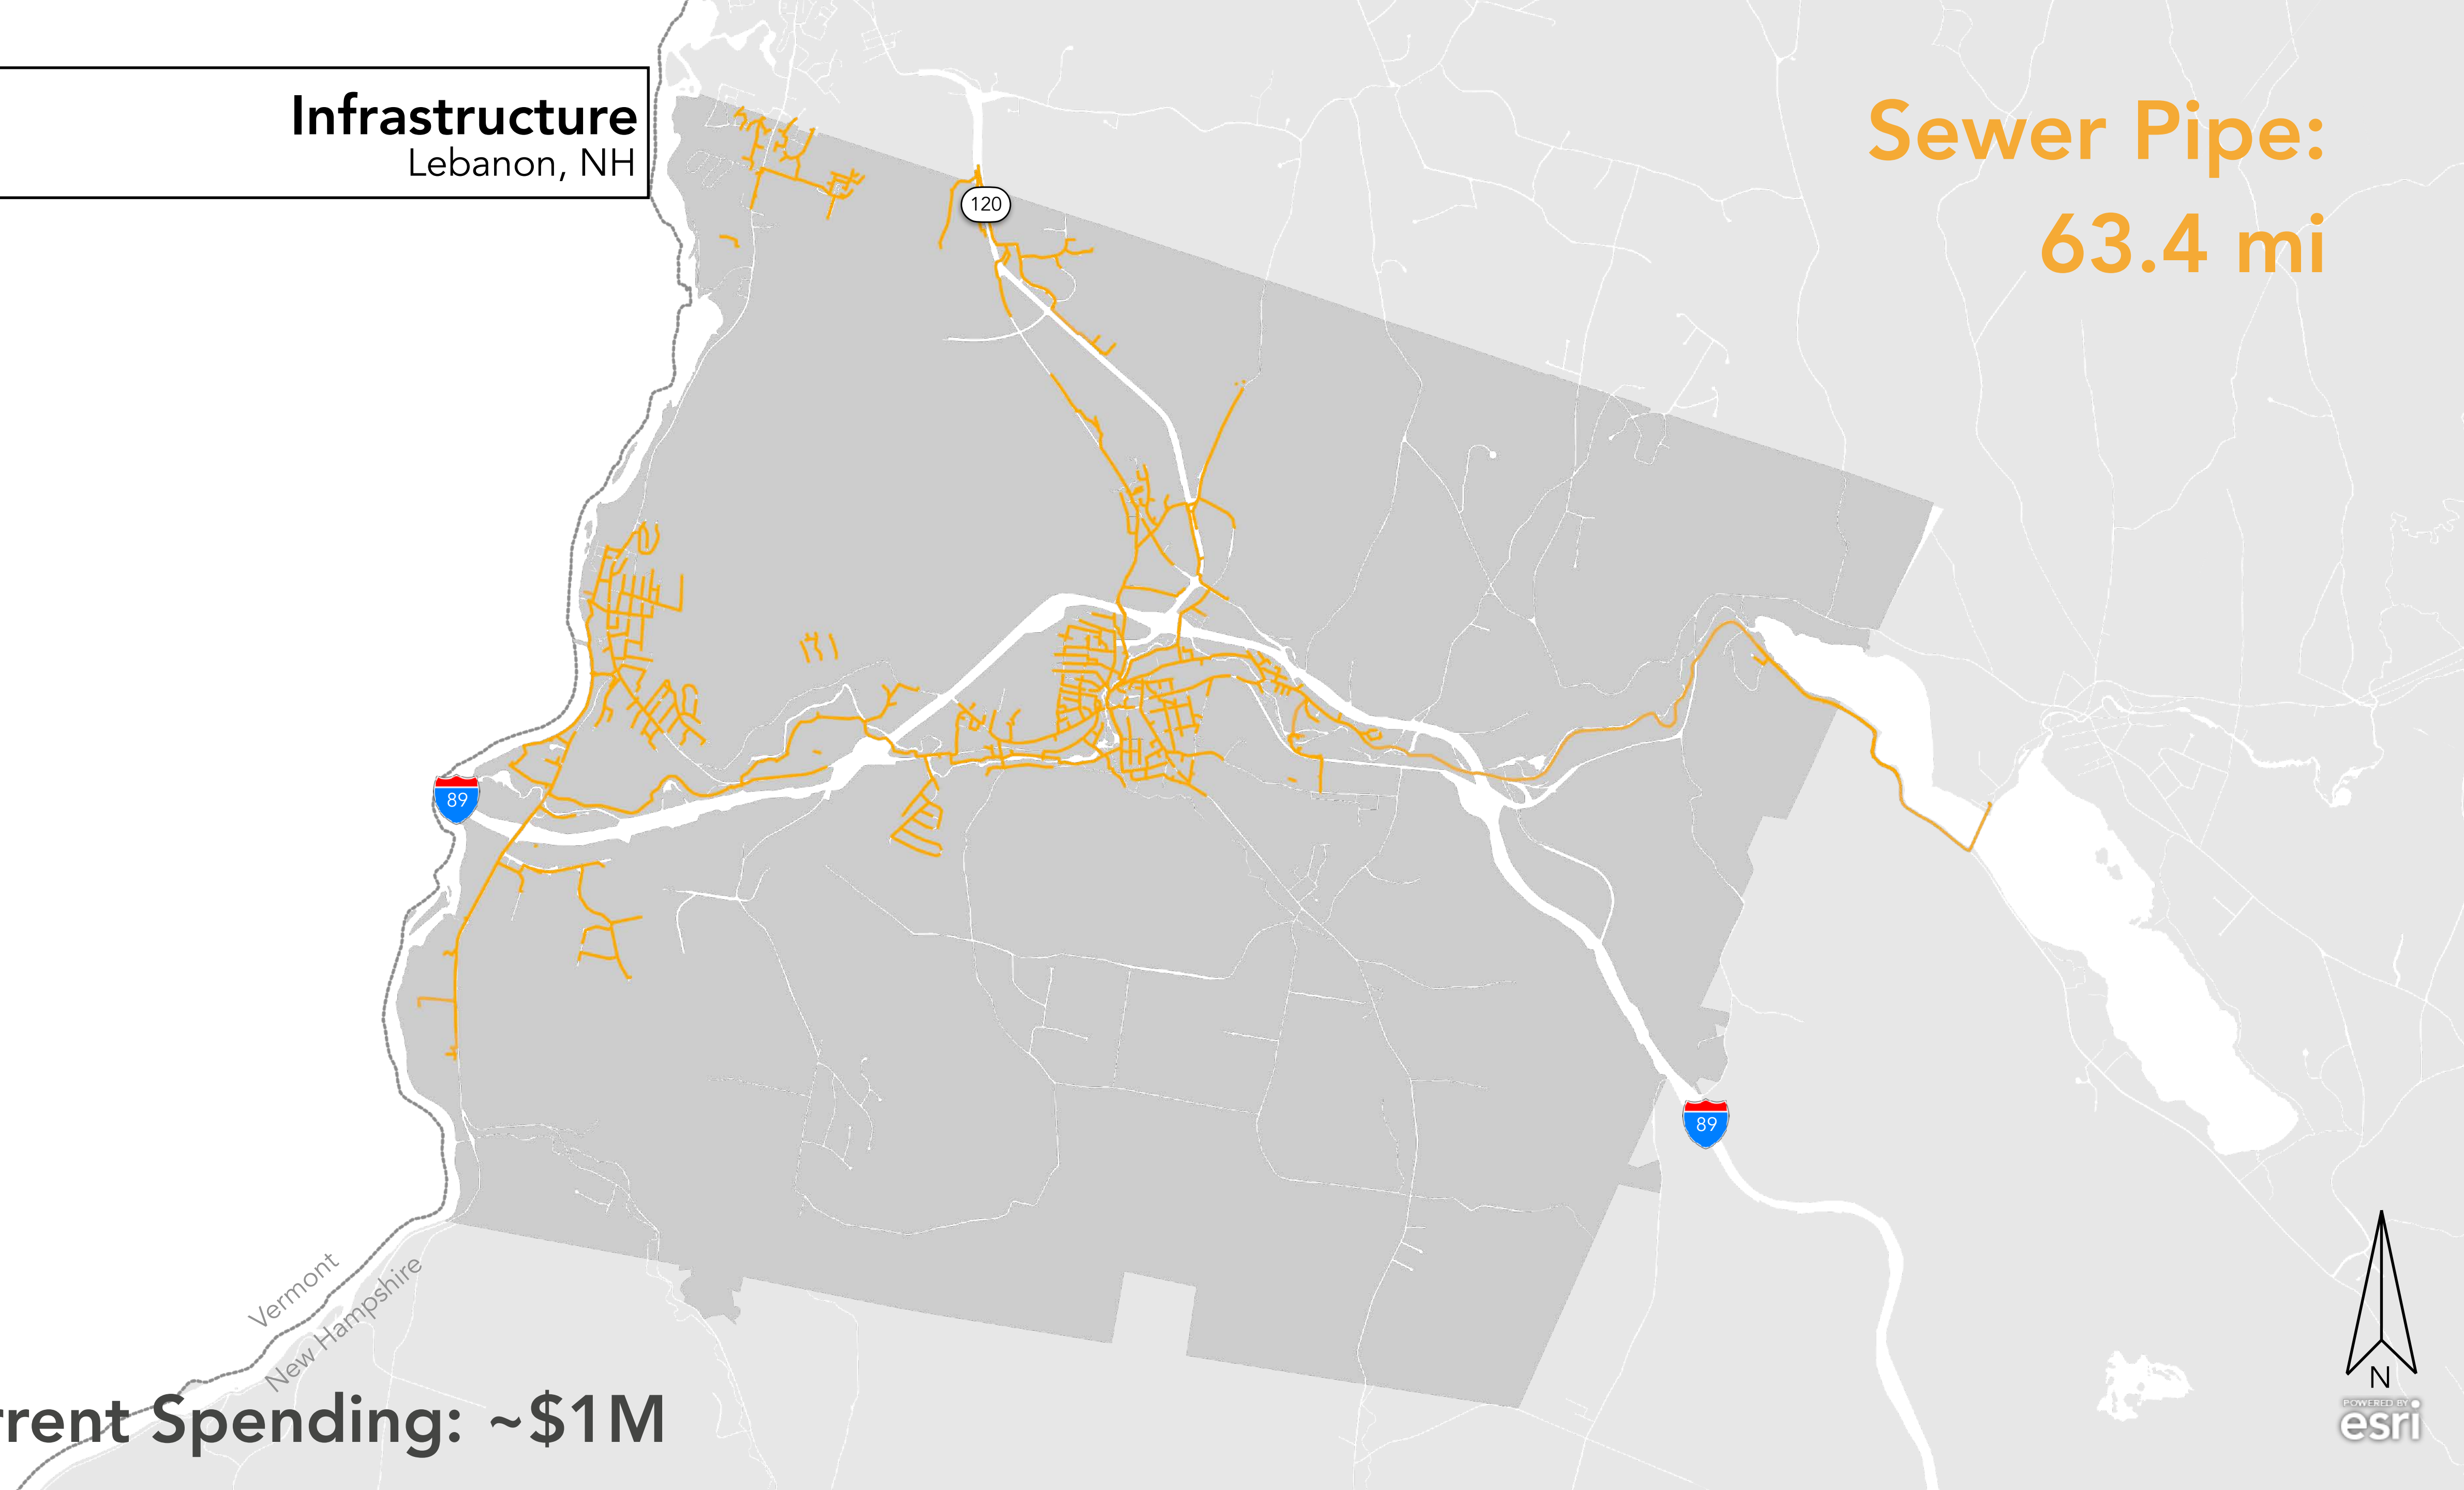 Infrastructure
Lebanon, NH
Sewer Pipe:
63.4 mi
120
89
89
Vermont
New Hampshire
Spending: ~$1M
N
POWERED BY
esri